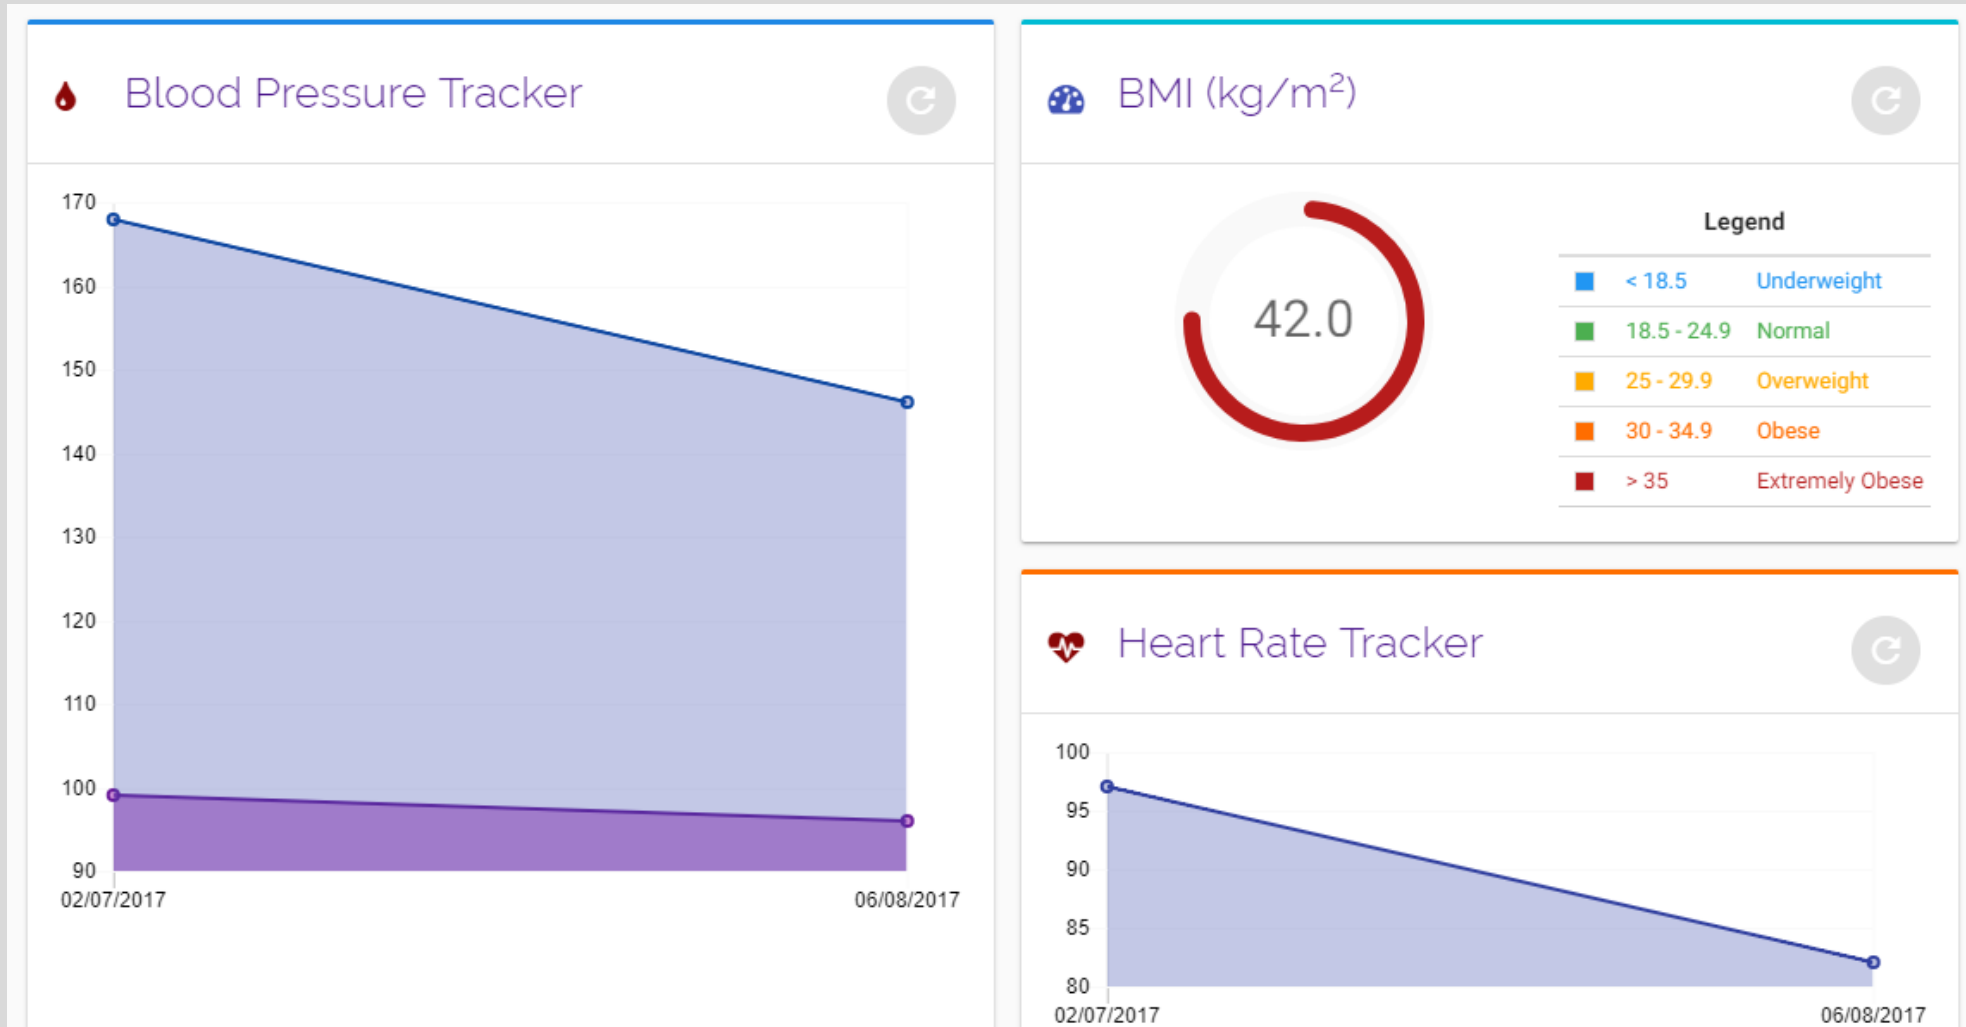 Blood Pressure Tracker
170
160
150
140
130
120
110
100
90
02/07/2017 06/08/2017
BMI (kg/m²)
42.0
Legend
< 18.5 Underweight
18.5 - 24.9 Normal
25 - 29.9 Overweight
30 - 34.9 Obese
> 35 Extremely Obese
Heart Rate Tracker
100
95
90
85
80
02/07/2017 06/08/2017